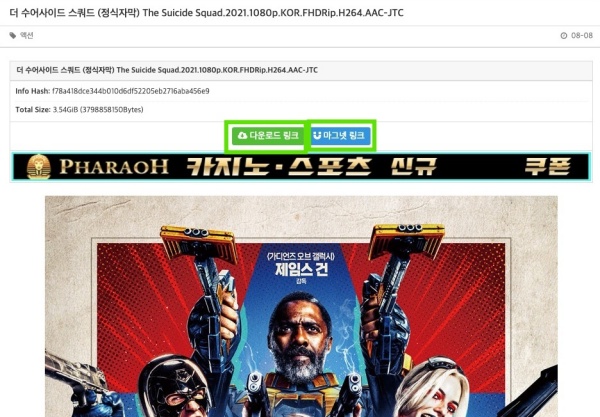 더 수어사이드 스쿼드 (정식자막) The Suicide Squad.2021.1080p.KOR.FHDRip.H264.AAC-JTC
액션
08-08
더 수어사이드 스쿼드 (정식자막) The Suicide Squad.2021.1080p.KOR.FHDRip.H264.AAC-JTC
Info Hash: f78a418dce344b010d6df52205eb2716aba456e9
Total Size: 3.54GiB (3798858150Bytes)
다운로드 링크 마그넷 링크
PHARAOH 카지노·스포츠 신규 쿠폰
〈가디언즈 오브 갤럭시〉
제임스 건
감독